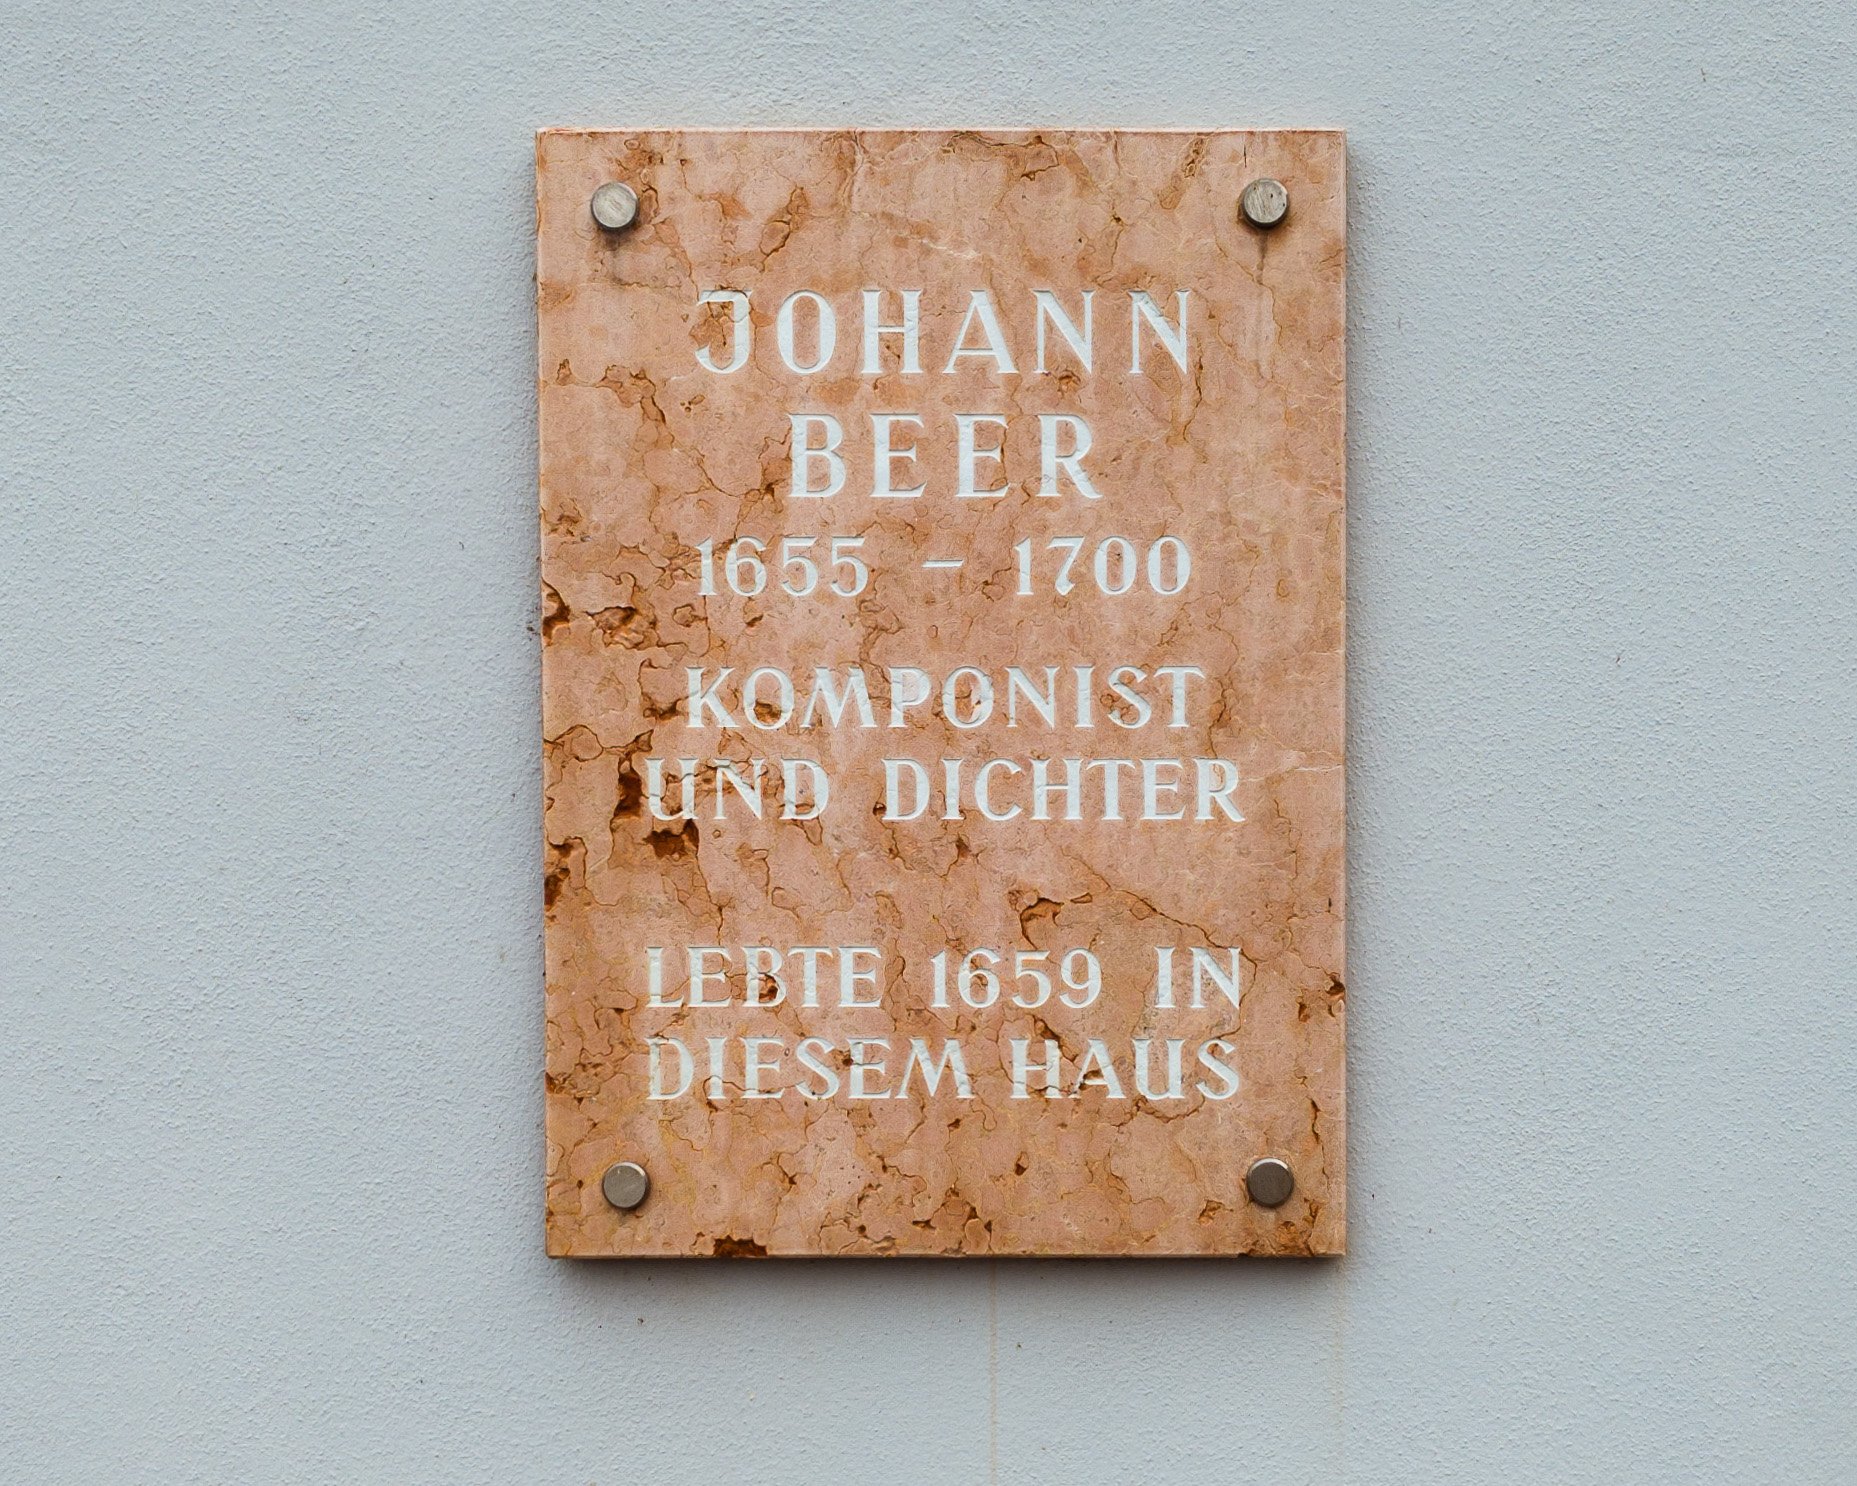 JOHANN
BEER
1655 – 1700
KOMPONIST
UND DICHTER
LEBTE 1659 IN
DIESEM HAUS